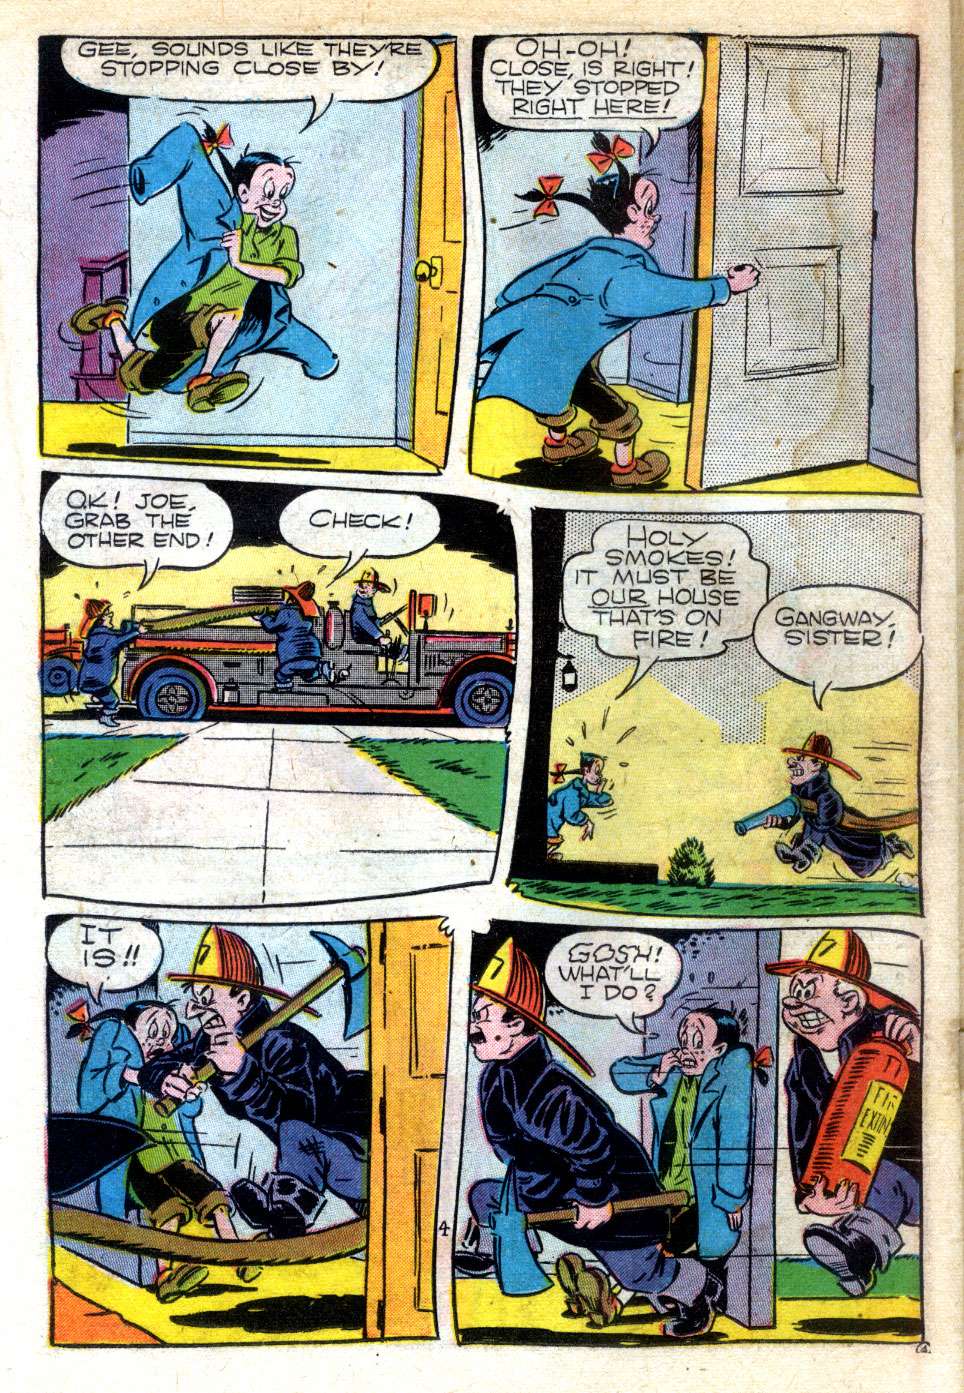 GEE, SOUNDS LIKE THEY'RE
STOPPING CLOSE BY!
OH-OH!
CLOSE, IS RIGHT!
THEY STOPPED
RIGHT HERE!
O.K! JOE,
GRAB THE
OTHER END!
CHECK!
HOLY
SMOKES!
IT MUST BE
OUR HOUSE
THAT'S ON
FIRE!
GANGWAY,
SISTER!
IT
IS!!
7
GOSH!
WHAT'LL
I DO?
7
7
FIR
EXTIN
4